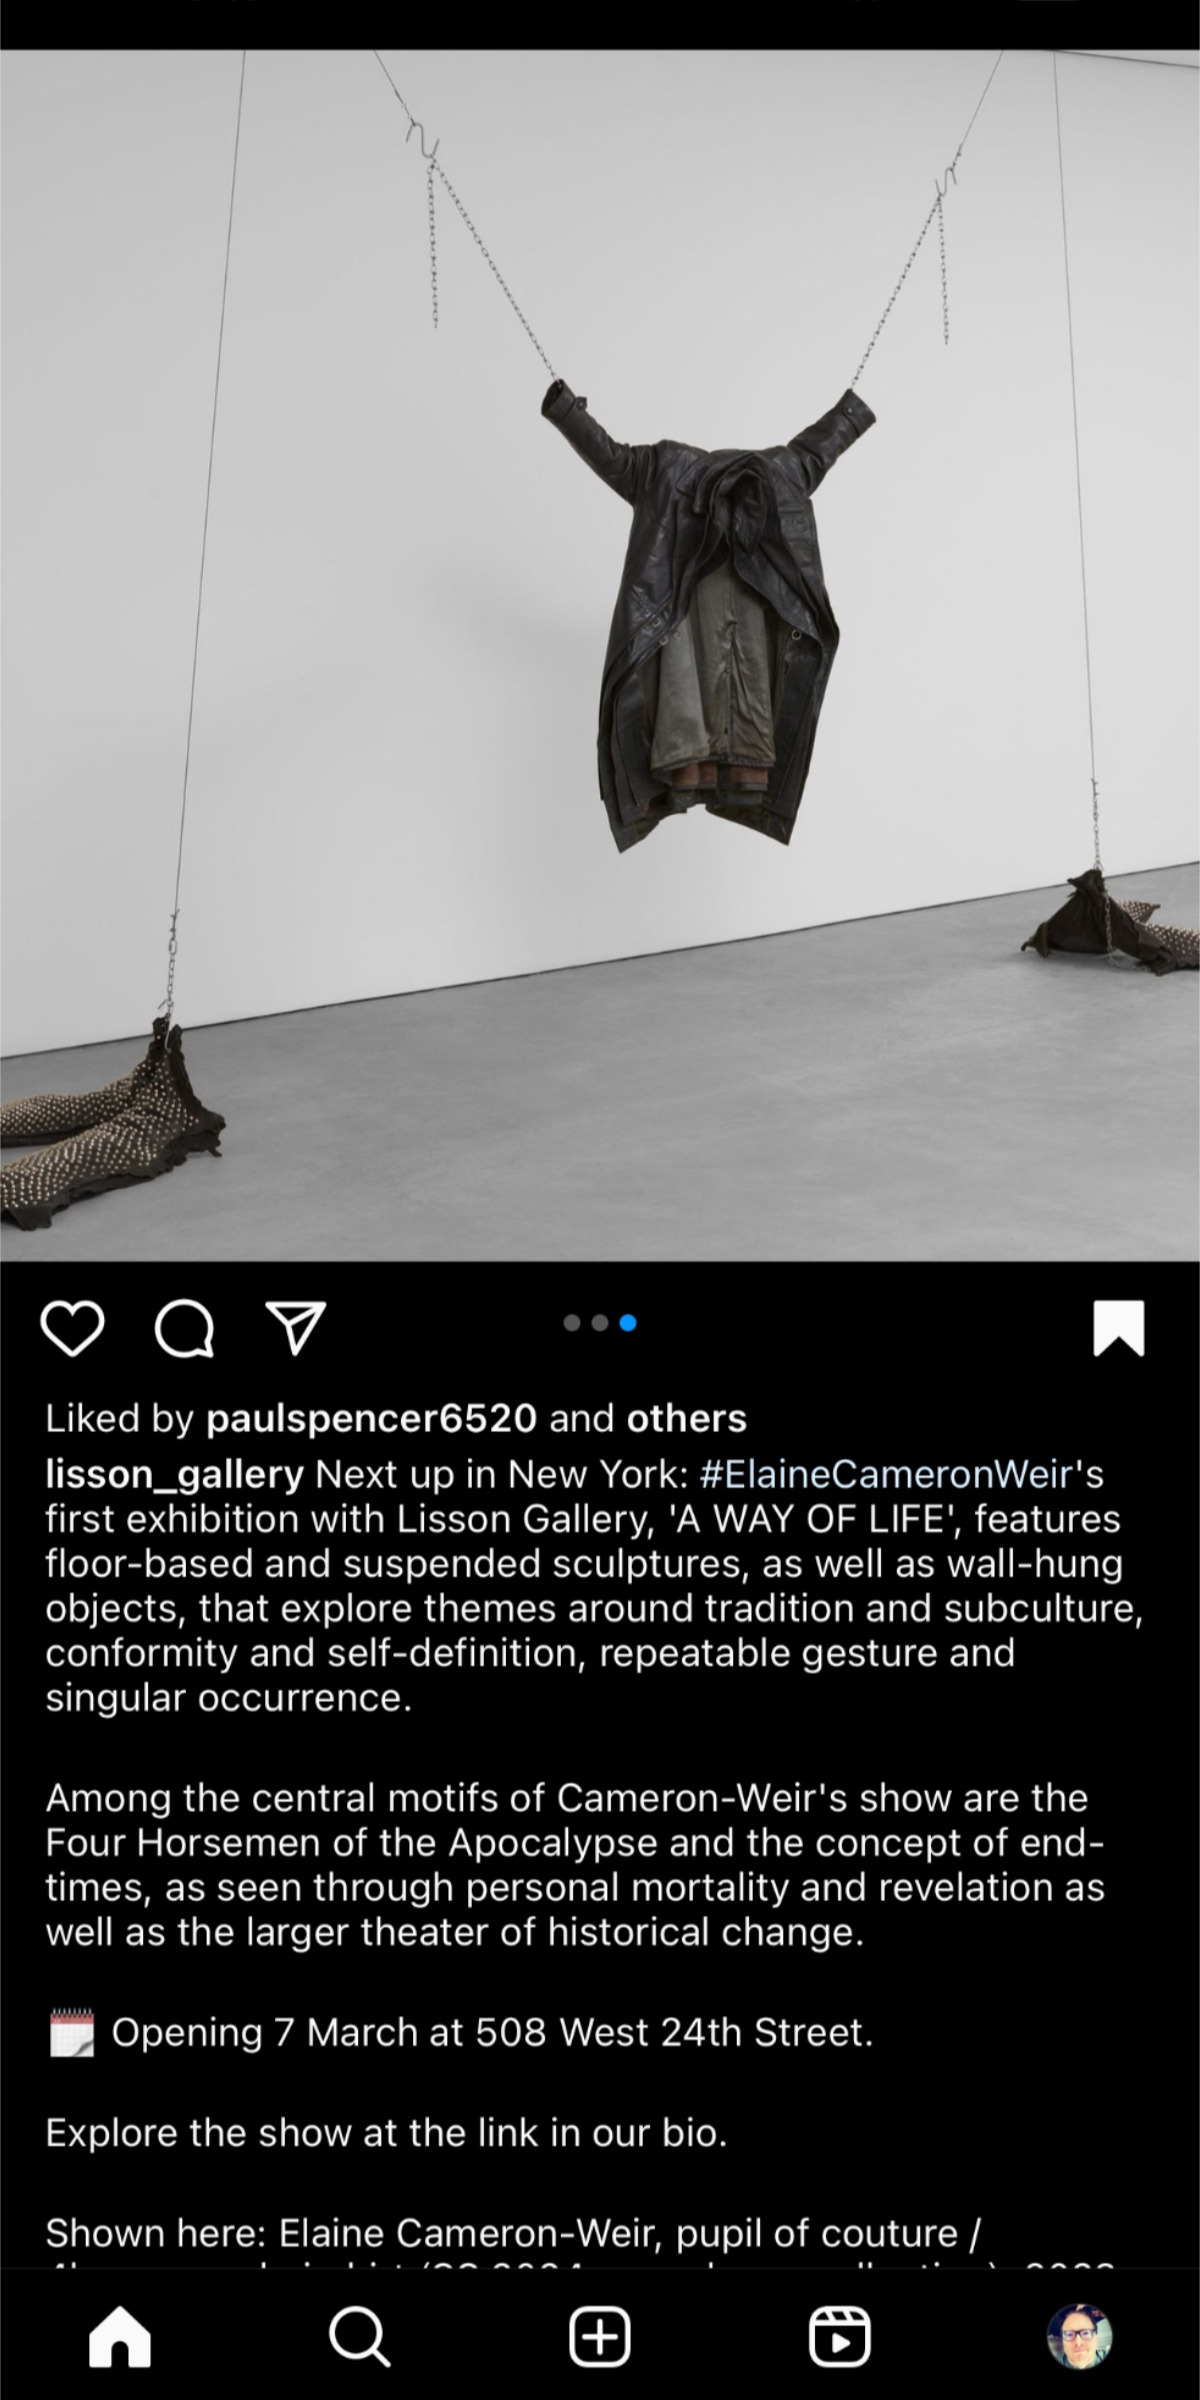 Liked by paulspencer6520 and others
lisson_gallery Next up in New York: #ElaineCameronWeir's
first exhibition with Lisson Gallery, 'A WAY OF LIFE', features
floor-based and suspended sculptures, as well as wall-hung
objects, that explore themes around tradition and subculture,
conformity and self-definition, repeatable gesture and
singular occurrence.
Among the central motifs of Cameron-Weir's show are the
Four Horsemen of the Apocalypse and the concept of end-
times, as seen through personal mortality and revelation as
well as the larger theater of historical change.
Opening 7 March at 508 West 24th Street.
Explore the show at the link in our bio.
Shown here: Elaine Cameron-Weir, pupil of couture /